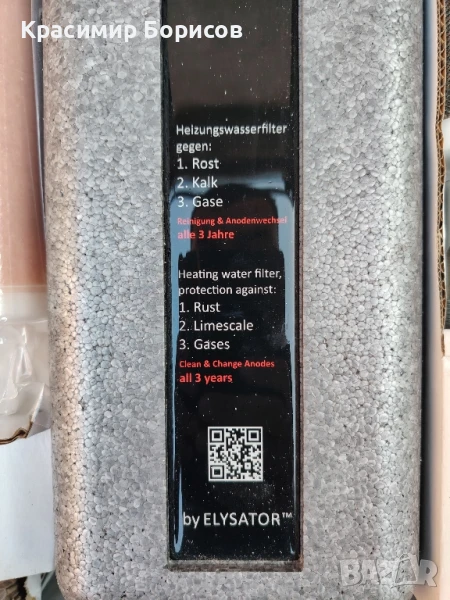 Красимир Борисов
Heizungswasserfilter
gegen:
1. Rost
2. Kalk
3. Gase
Reinigung & Anodenwechsel
alle 3 Jahre
Heating water filter,
protection against:
1. Rust
2. Limescale
3. Gases
Clean & Change Anodes
all 3 years
by ELYSATOR™
BAZAR